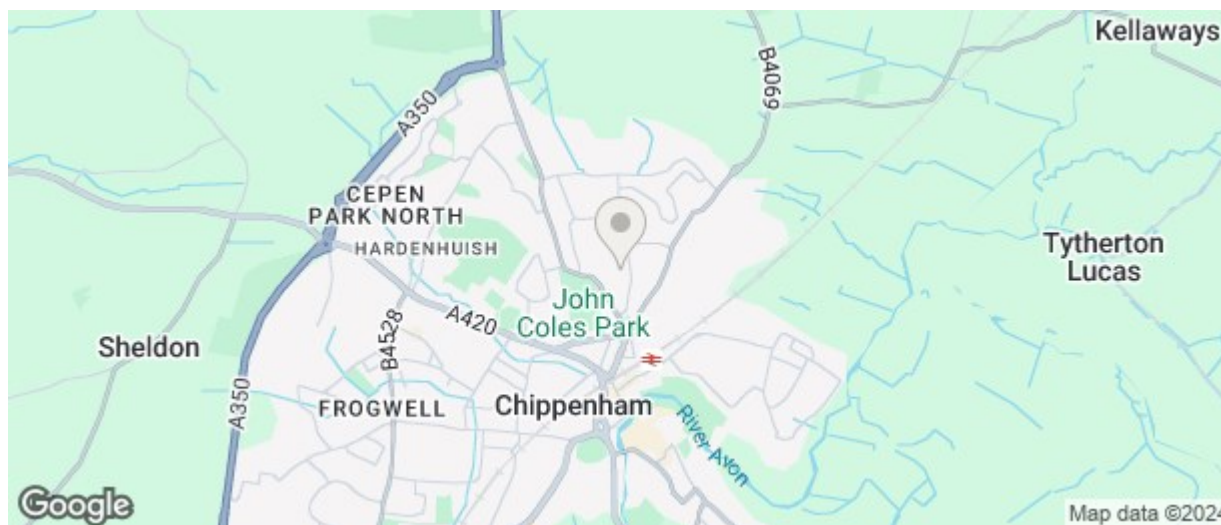 Kellaways
B4069
A350
CEPEN
PARK NORTH
HARDENHUISH
Tytherton
Lucas
John
Coles Park
A420
B4528
Sheldon
A350
FROGWELL
Chippenham
River Avon
Google
Map data ©2024